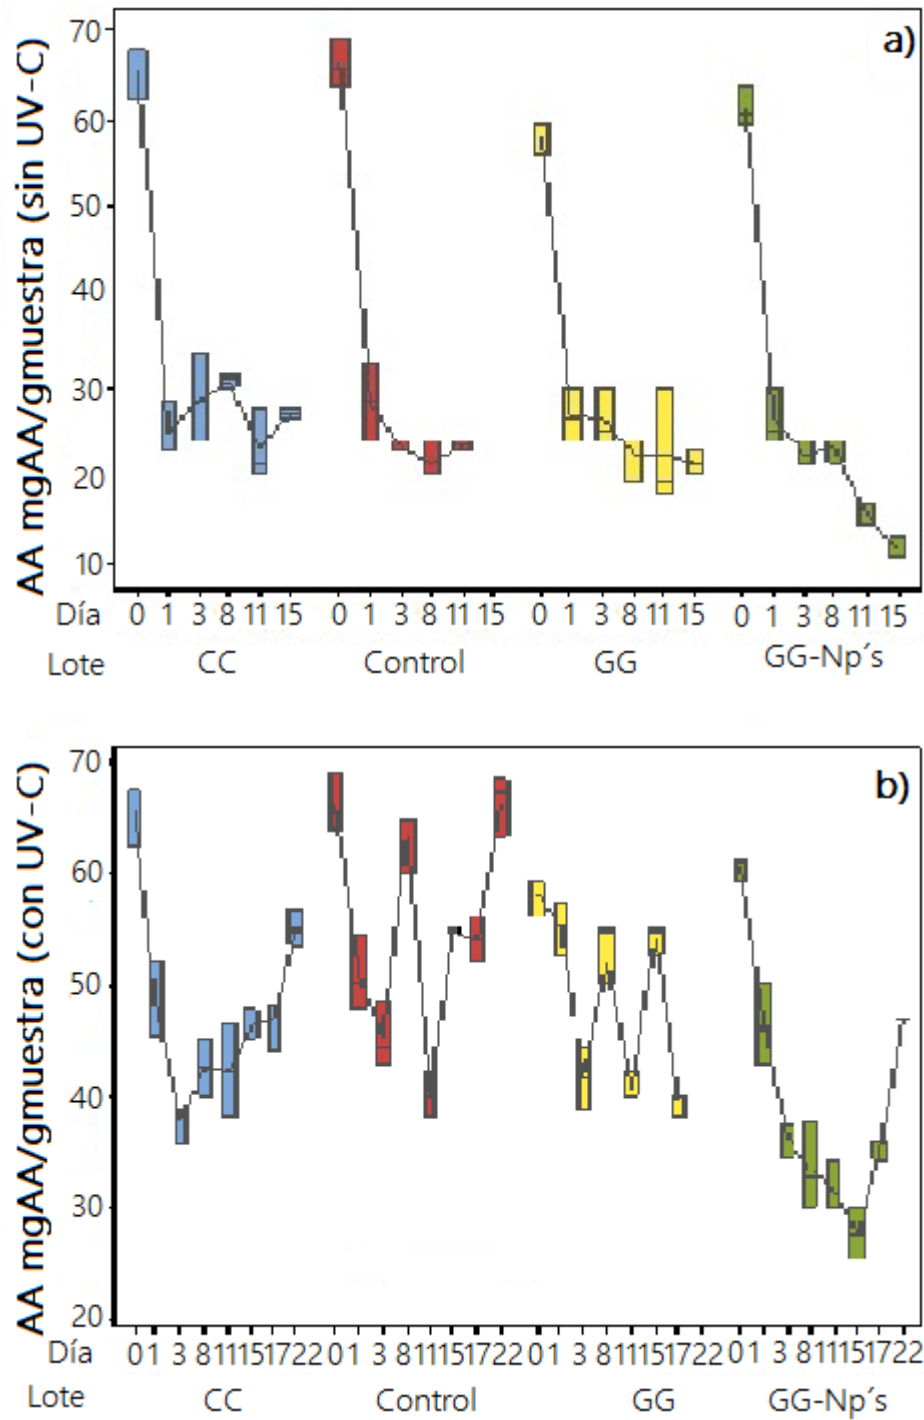 AA mgAA/gmuestra (sin UV-C)
a)
70
60
50
40
30
20
10
Día 0 1 3 8 11 15 0 1 3 8 11 15 0 1 3 8 11 15 0 1 3 8 11 15
Lote CC Control GG GG-Np´s
AA mgAA/gmuestra (con UV-C)
b)
70
60
50
40
30
20
Día 0 1 3 8 11 15 17 22 0 1 3 8 11 15 17 22 0 1 3 8 11 15 17 22 0 1 3 8 11 15 17 22
Lote CC Control GG GG-Np´s